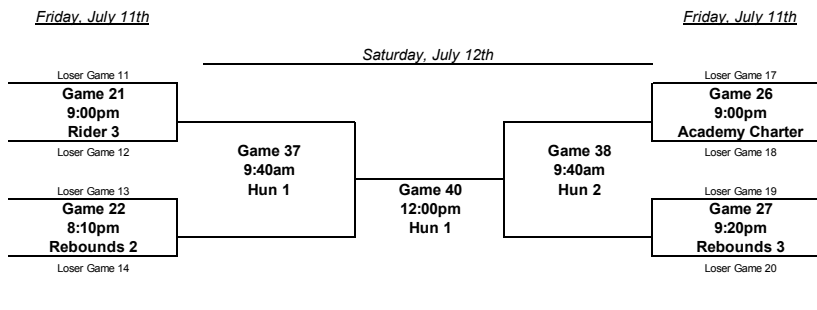 Friday, July 11th
Friday, July 11th
Saturday, July 12th
Loser Game 11
Game 21
9:00pm
Rider 3
Loser Game 12
Loser Game 13
Game 22
8:10pm
Rebounds 2
Loser Game 14
Game 37
9:40am
Hun 1
Game 40
12:00pm
Hun 1
Game 38
9:40am
Hun 2
Loser Game 17
Game 26
9:00pm
Academy Charter
Loser Game 18
Loser Game 19
Game 27
9:20pm
Rebounds 3
Loser Game 20